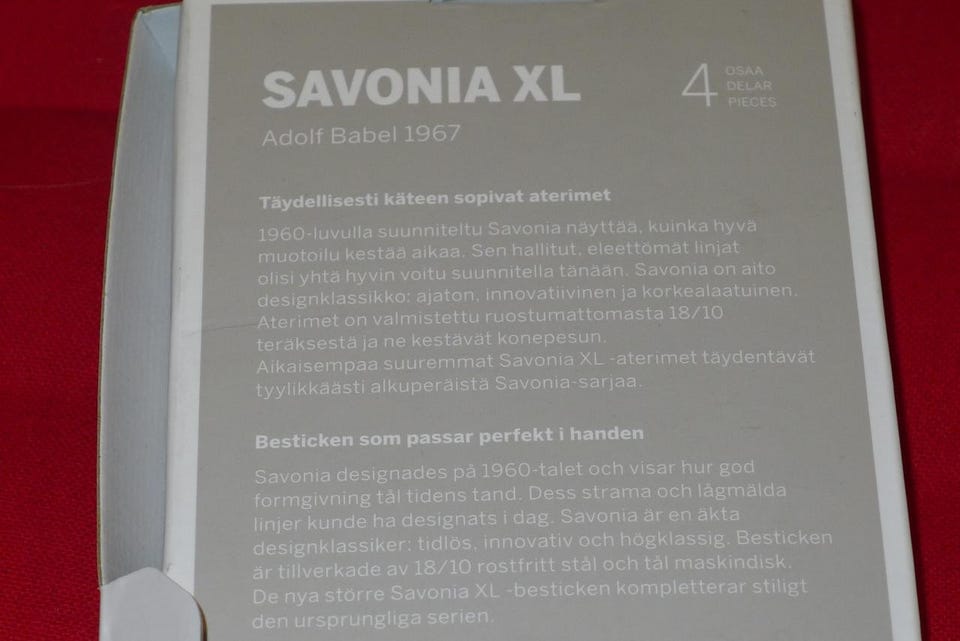 SAVONIA XL
4 OSAA
DELAR
PIECES
Adolf Babel 1967
Täydellisesti käteen sopivat aterimet
1960-luvulla suunniteltu Savonia näyttää, kuinka hyvä
muotoilu kestää aikaa. Sen hallitut, eleettömät linjat
olisi yhtä hyvin voitu suunnitella tänään. Savonia on aito
designklassikko: ajaton, innovatiivinen ja korkealaatuinen.
Aterimet on valmistettu ruostumattomasta 18/10
teräksestä ja ne kestävät konepesun.
Aikaisempaa suuremmat Savonia XL -aterimet täydentävät
tyylikkäästi alkuperäistä Savonia-sarjaa.
Besticken som passar perfekt i handen
Savonia designades på 1960-talet och visar hur god
formgivning tål tidens tand. Dess strama och lågmälda
linjer kunde ha designats i dag. Savonia är en äkta
designklassiker: tidlös, innovativ och högklassig. Besticken
är tillverkade av 18/10 rostfritt stål och tål maskindisk.
De nya större Savonia XL -besticken kompletterar stiligt
den ursprungliga serien.